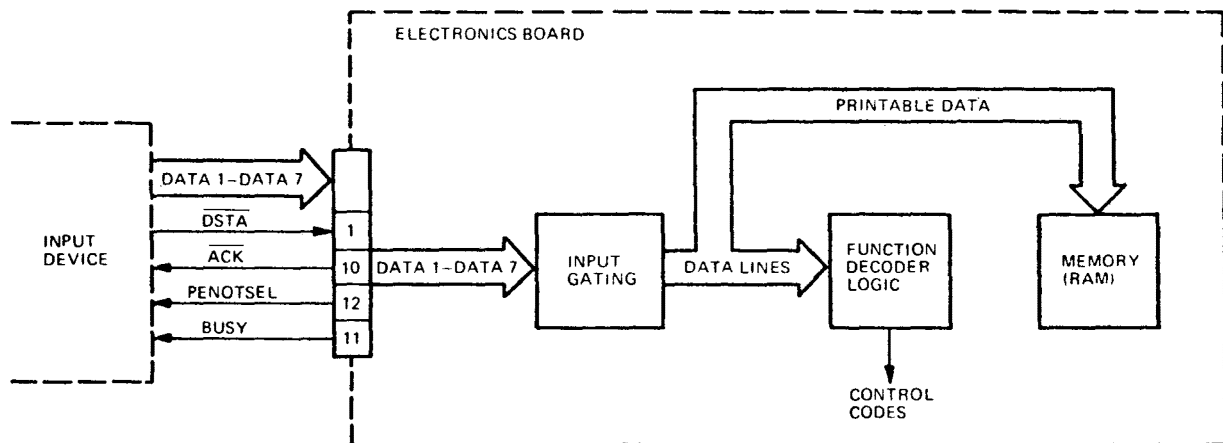 ELECTRONICS BOARD
PRINTABLE DATA
DATA 1–DATA 7
DSTA
1
INPUT
DEVICE
ACK
10
DATA 1–DATA 7
INPUT
GATING
DATA LINES
FUNCTION
DECODER
LOGIC
MEMORY
(RAM)
PENOTSEL
12
BUSY
11
CONTROL
CODES